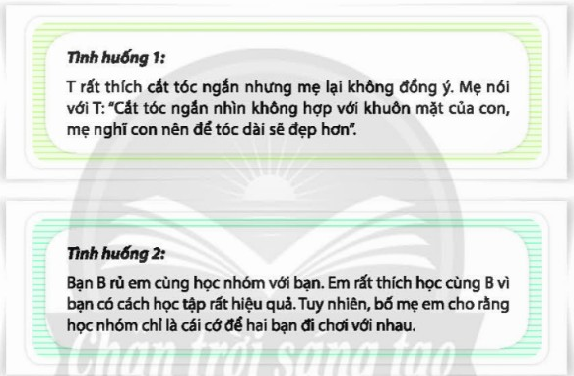 Tình huống 1:
T rất thích cắt tóc ngắn nhưng mẹ lại không đồng ý. Mẹ nói
với T: "Cắt tóc ngắn nhìn không hợp với khuôn mặt của con,
mẹ nghĩ con nên để tóc dài sẽ đẹp hơn".
Tình huống 2:
Bạn B rủ em cùng học nhóm với bạn. Em rất thích học cùng B vì
bạn có cách học tập rất hiệu quả. Tuy nhiên, bố mẹ em cho rằng
học nhóm chỉ là cái cớ để hai bạn đi chơi với nhau.
Chân trời sáng tạo